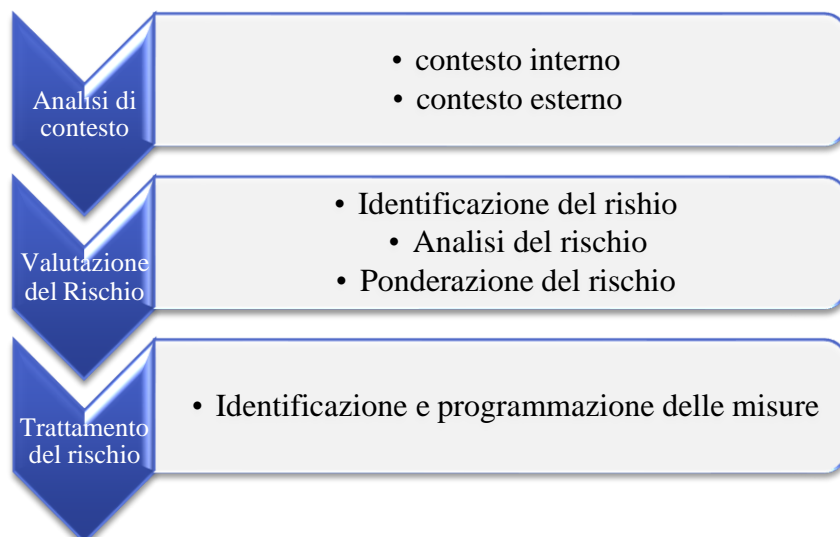 Analisi di
contesto
• contesto interno
• contesto esterno
Valutazione
del Rischio
• Identificazione del rishio
• Analisi del rischio
• Ponderazione del rischio
Trattamento
del rischio
• Identificazione e programmazione delle misure